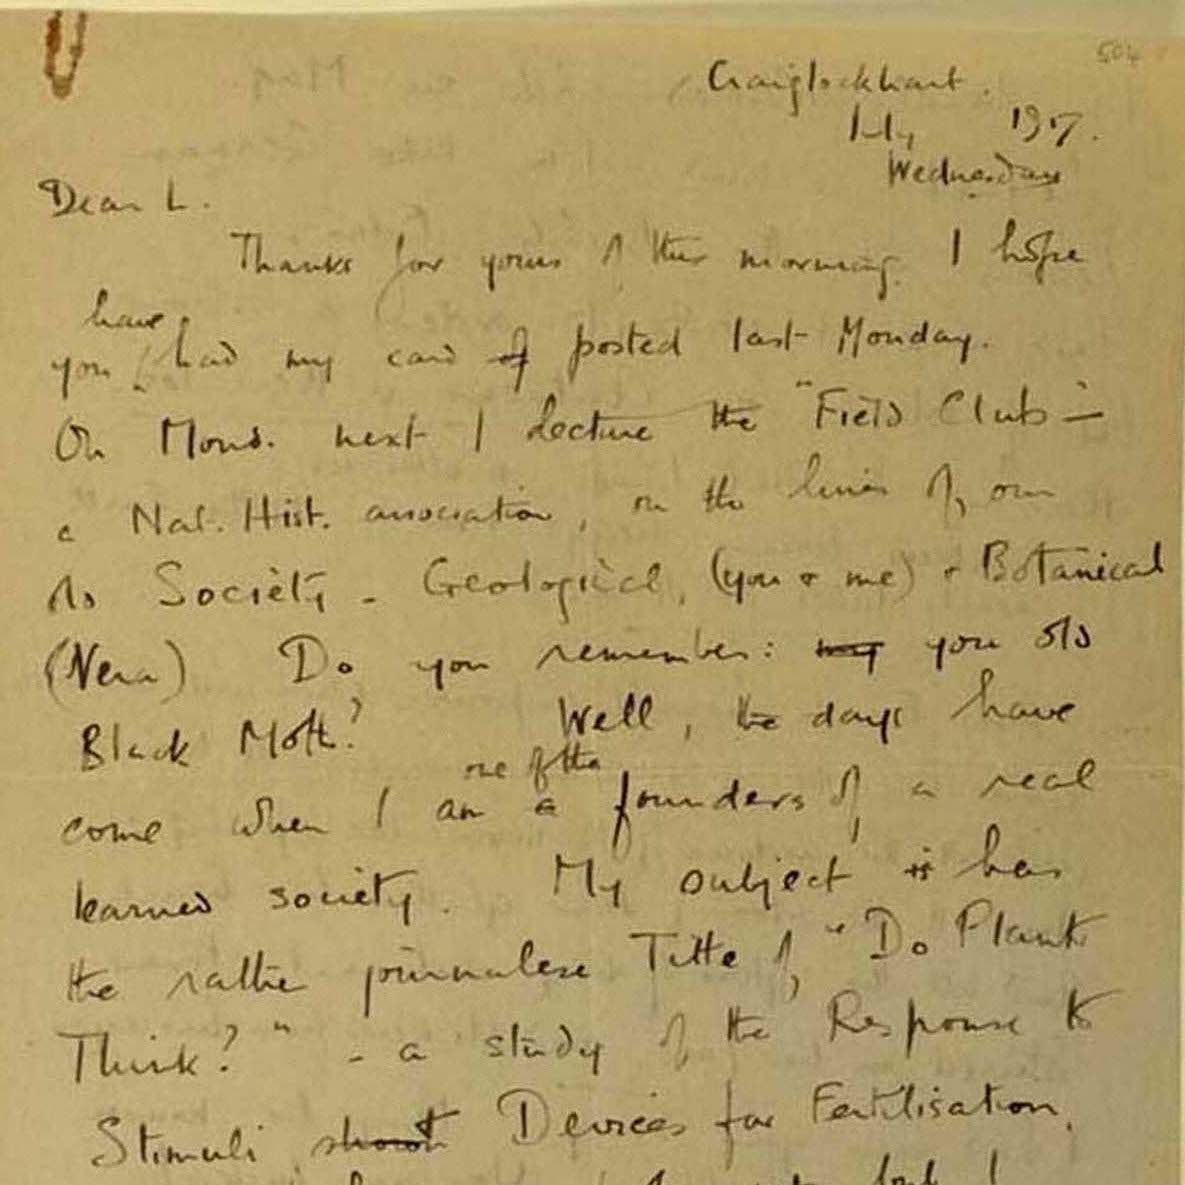 504
Craiglockhart.
July 1917.
Wednesday
Dear L.
Thanks for yours of this morning. I hope
have
you had my card of posted last Monday.
On Mond. next I lecture the "Field Club" —
a Nat. Hist. association, on the lines of our
old Society - Geological, (you & me) & Botanical
(Vera) Do you remember: my you old
Black Moth? Well, the days have
one of the
come when I am a founders of a real
learned society. My subject is has
the rather journalese Title of "Do Plants
Think?" - a study of the Response to
Stimuli short Devices for Fertilisation,